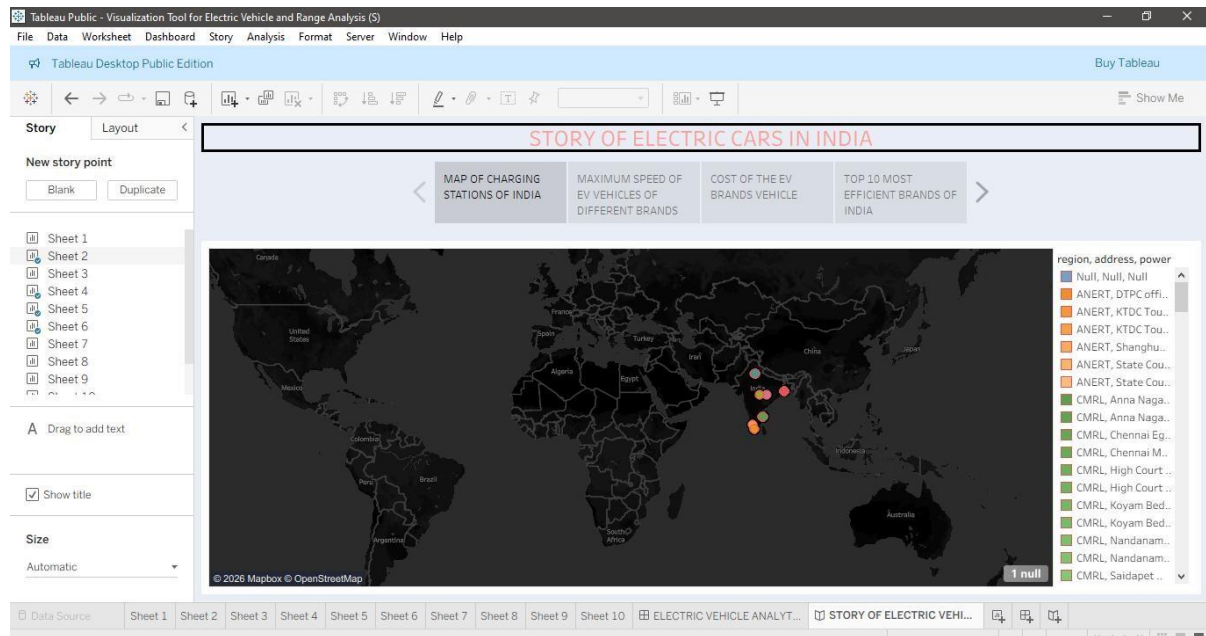 Tableau Public - Visualization Tool for Electric Vehicle and Range Analysis (S)
File Data Worksheet Dashboard Story Analysis Format Server Window Help
Tableau Desktop Public Edition
Buy Tableau
Show Me
Story Layout
STORY OF ELECTRIC CARS IN INDIA
New story point
Blank Duplicate
MAP OF CHARGING
STATIONS OF INDIA
MAXIMUM SPEED OF
EV VEHICLES OF
DIFFERENT BRANDS
COST OF THE EV
BRANDS VEHICLE
TOP 10 MOST
EFFICIENT BRANDS OF
INDIA
Sheet 1
Sheet 2
Sheet 3
Sheet 4
Sheet 5
Sheet 6
Sheet 7
Sheet 8
Sheet 9
A Drag to add text
Show title
Size
Automatic
Canada
United
States
Mexico
Colombia
Peru
Brazil
Argentina
France
Spain
Algeria
Egypt
Turkey
Iran
China
Japan
India
Indonesia
South
Africa
Australia
© 2026 Mapbox © OpenStreetMap
1 null
region, address, power
Null, Null, Null
ANERT, DTPC offi..
ANERT, KTDC Tou..
ANERT, KTDC Tou..
ANERT, Shanghu..
ANERT, State Cou..
ANERT, State Cou..
CMRL, Anna Naga..
CMRL, Anna Naga..
CMRL, Chennai Eg..
CMRL, Chennai M..
CMRL, High Court ..
CMRL, High Court ..
CMRL, Koyam Bed..
CMRL, Koyam Bed..
CMRL, Nandanam..
CMRL, Nandanam..
CMRL, Saidapet ..
Data Source Sheet 1 Sheet 2 Sheet 3 Sheet 4 Sheet 5 Sheet 6 Sheet 7 Sheet 8 Sheet 9 Sheet 10 ELECTRIC VEHICLE ANALYT... STORY OF ELECTRIC VEHI...